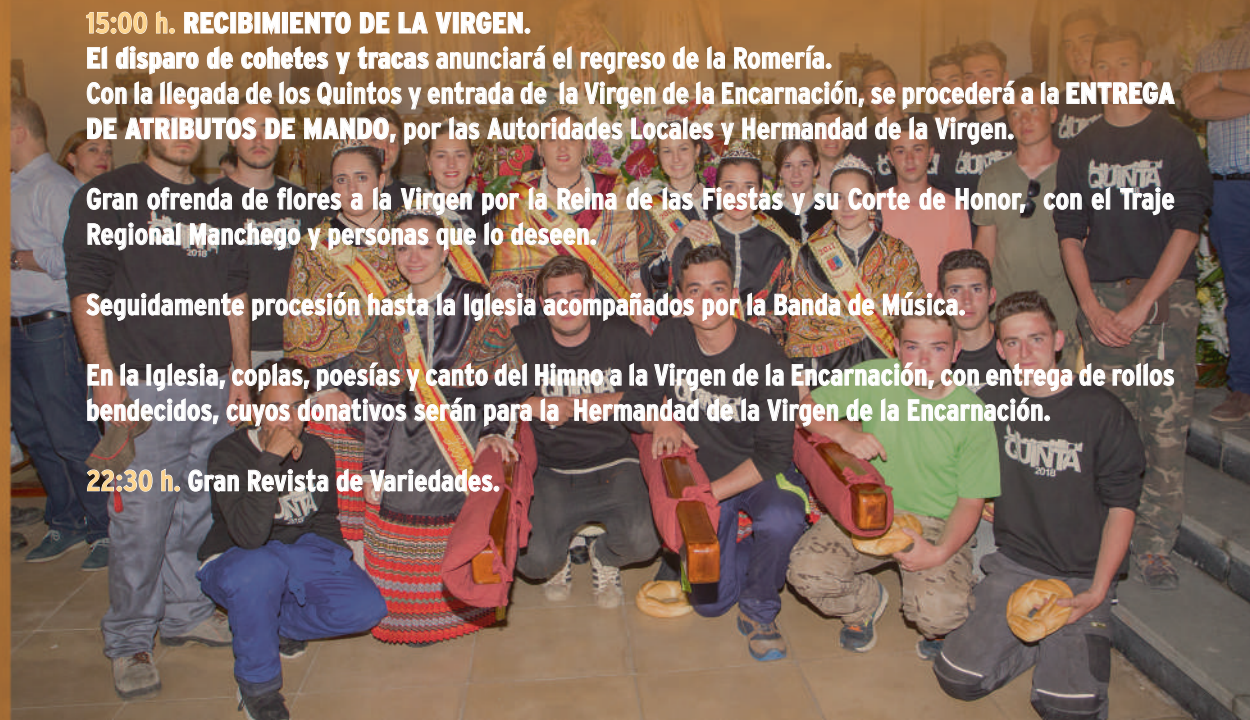 15:00 h. RECIBIMIENTO DE LA VIRGEN.
El disparo de cohetes y tracas anunciará el regreso de la Romería.
Con la llegada de los Quintos y entrada de la Virgen de la Encarnación, se procederá a la ENTREGA
DE ATRIBUTOS DE MANDO, por las Autoridades Locales y Hermandad de la Virgen.
Gran ofrenda de flores a la Virgen por la Reina de las Fiestas y su Corte de Honor, con el Traje
Regional Manchego y personas que lo deseen.
Seguidamente procesión hasta la Iglesia acompañados por la Banda de Música.
En la Iglesia, coplas, poesías y canto del Himno a la Virgen de la Encarnación, con entrega de rollos
bendecidos, cuyos donativos serán para la Hermandad de la Virgen de la Encarnación.
22:30 h. Gran Revista de Variedades.
QUINTA
2018
QUINTA
2018